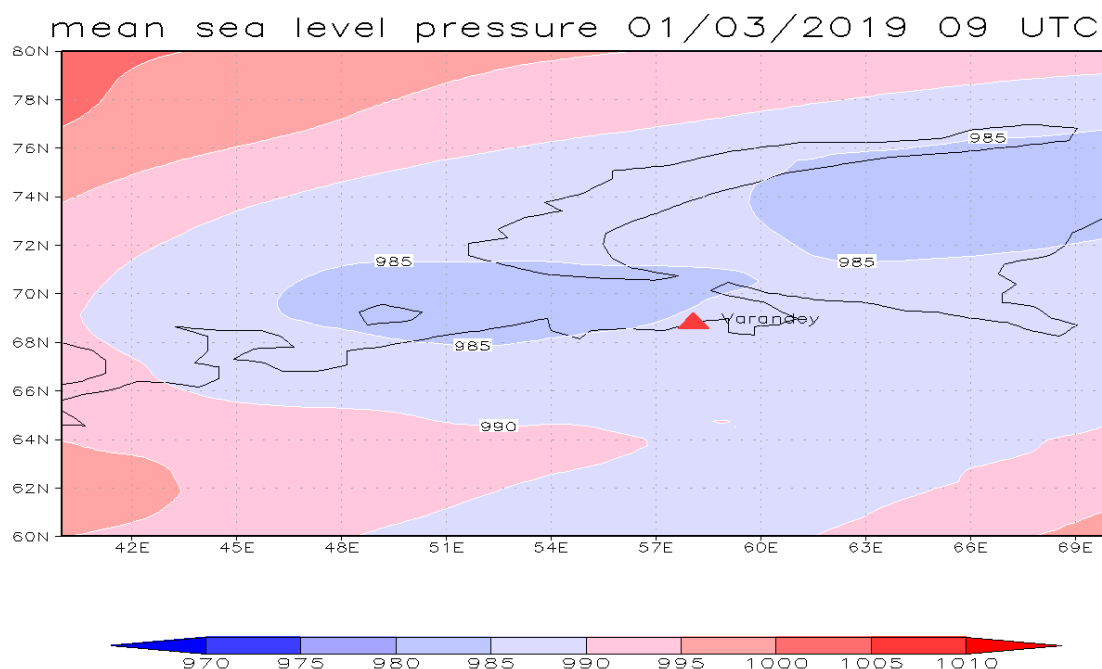 mean sea level pressure 01/03/2019 09 UTC
80N
78N
76N
985
74N
72N
985
985
70N
Varandey
68N
985
66N
990
64N
62N
60N
42E 45E 48E 51E 54E 57E 60E 63E 66E 69E
970 975 980 985 990 995 1000 1005 1010